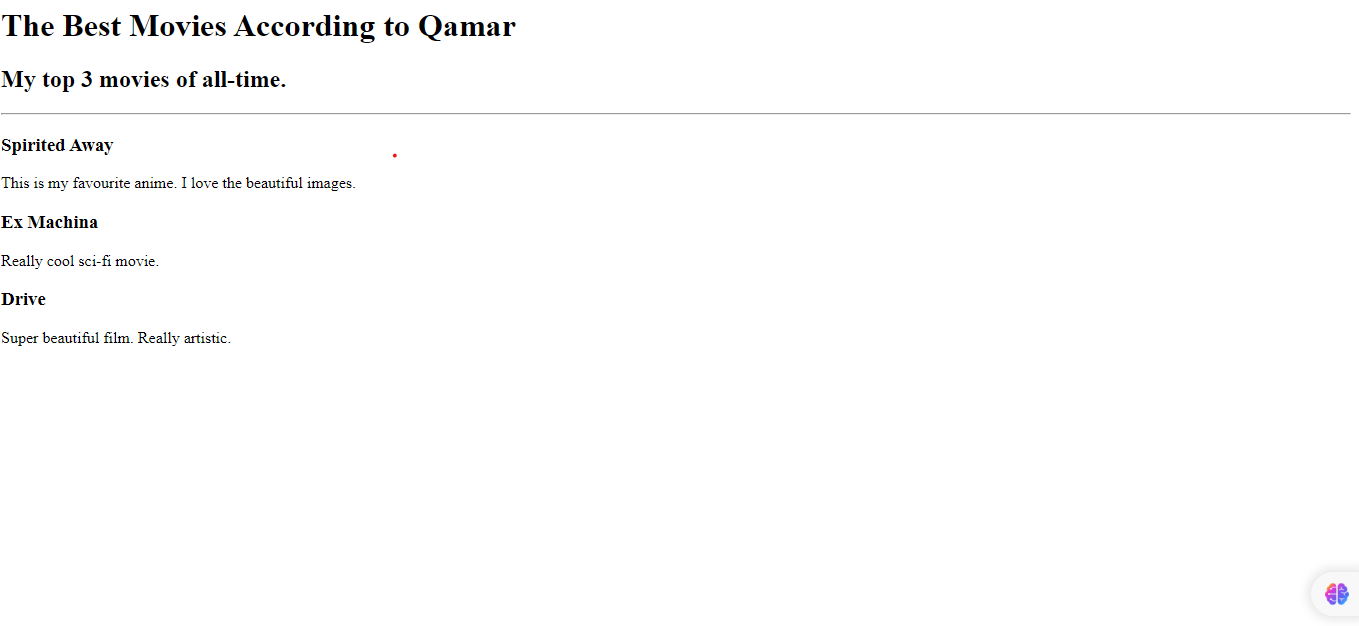 The Best Movies According to Qamar
My top 3 movies of all-time.
Spirited Away
This is my favourite anime. I love the beautiful images.
Ex Machina
Really cool sci-fi movie.
Drive
Super beautiful film. Really artistic.